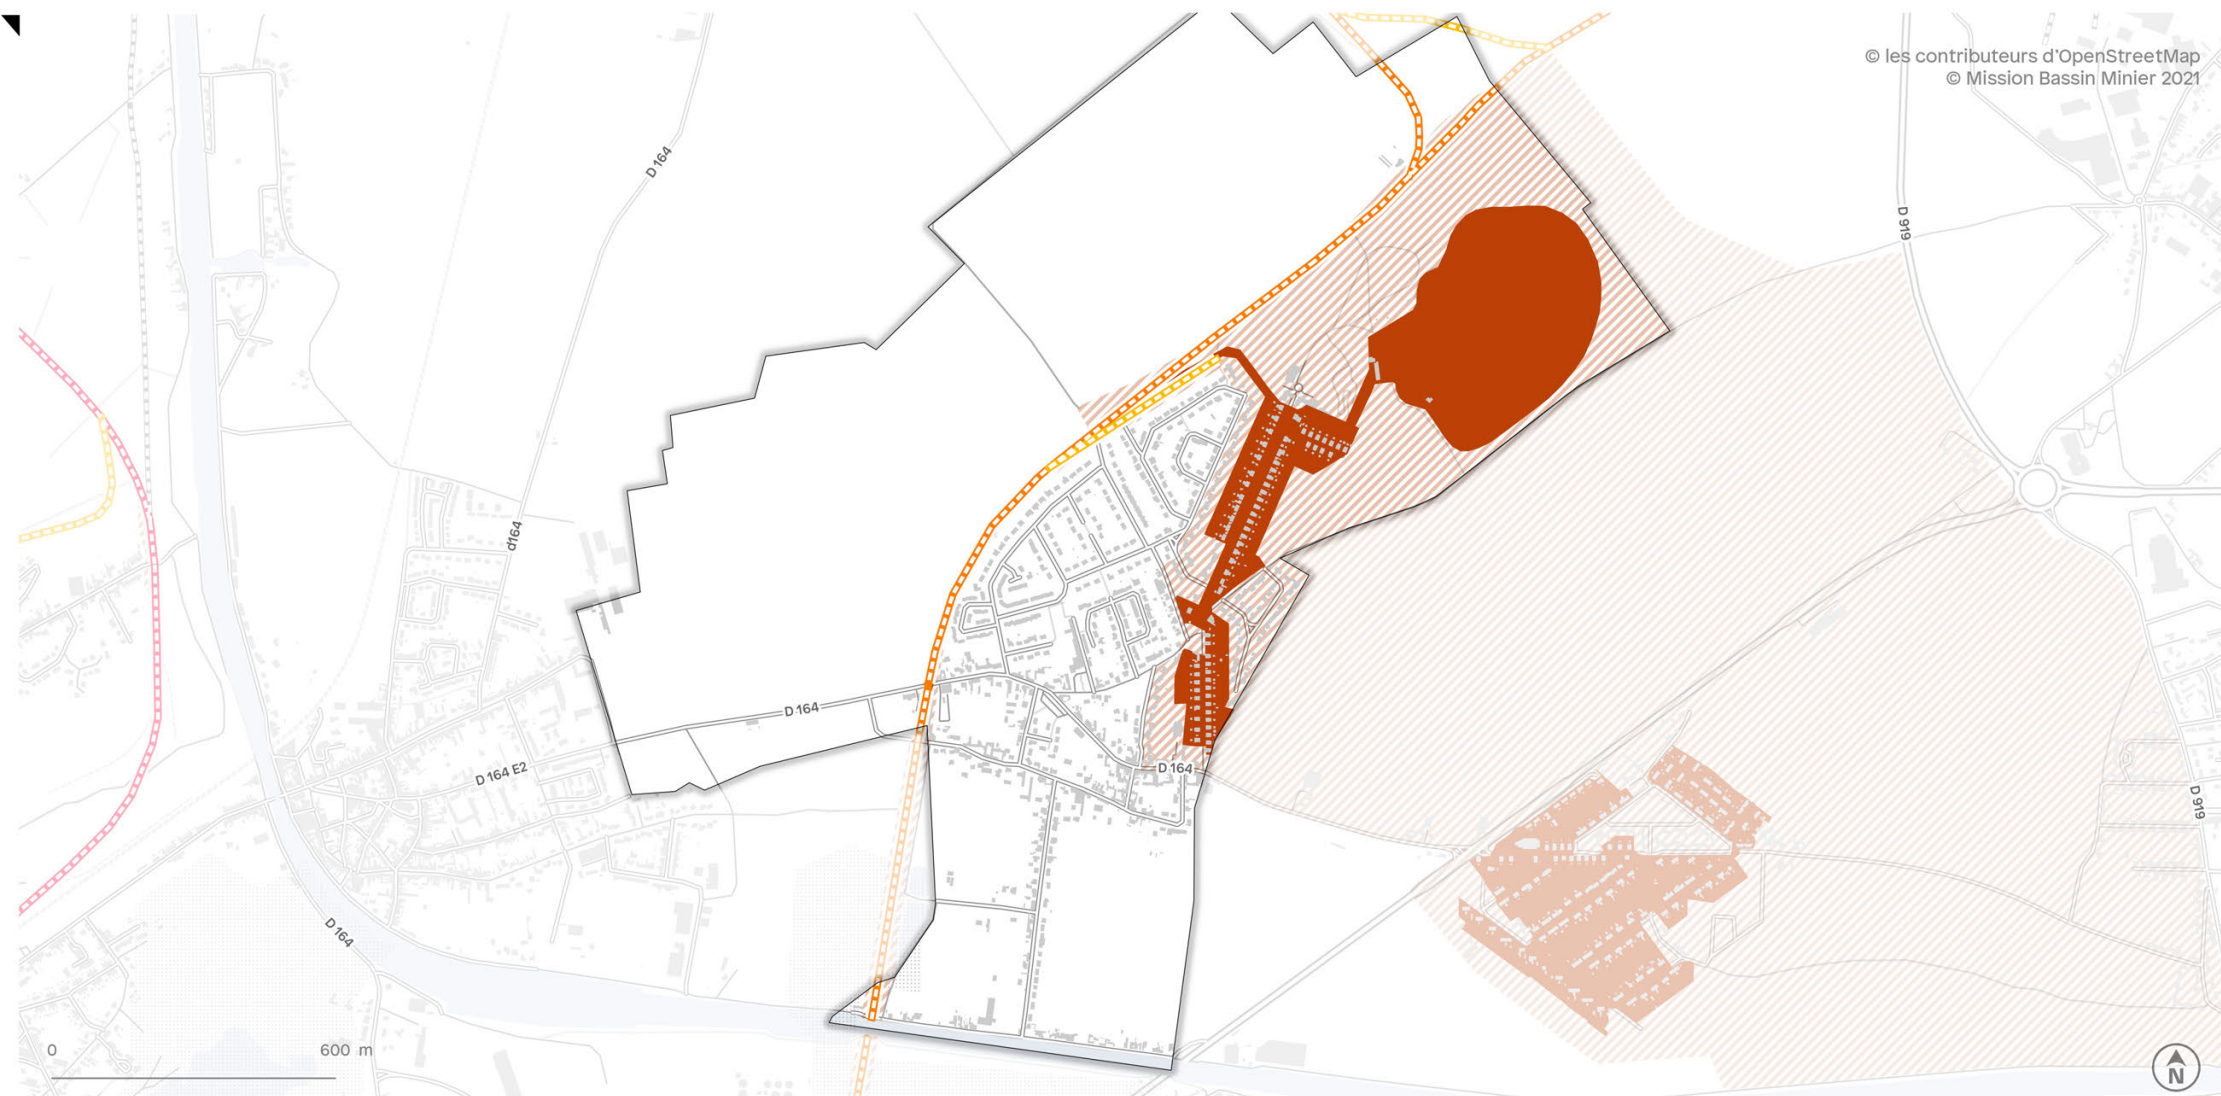 © les contributeurs d'OpenStreetMap
© Mission Bassin Minier 2021
D 164
D 919
d164
D 164
D 164 E2
D 164
D 919
D 164
0 600 m
N